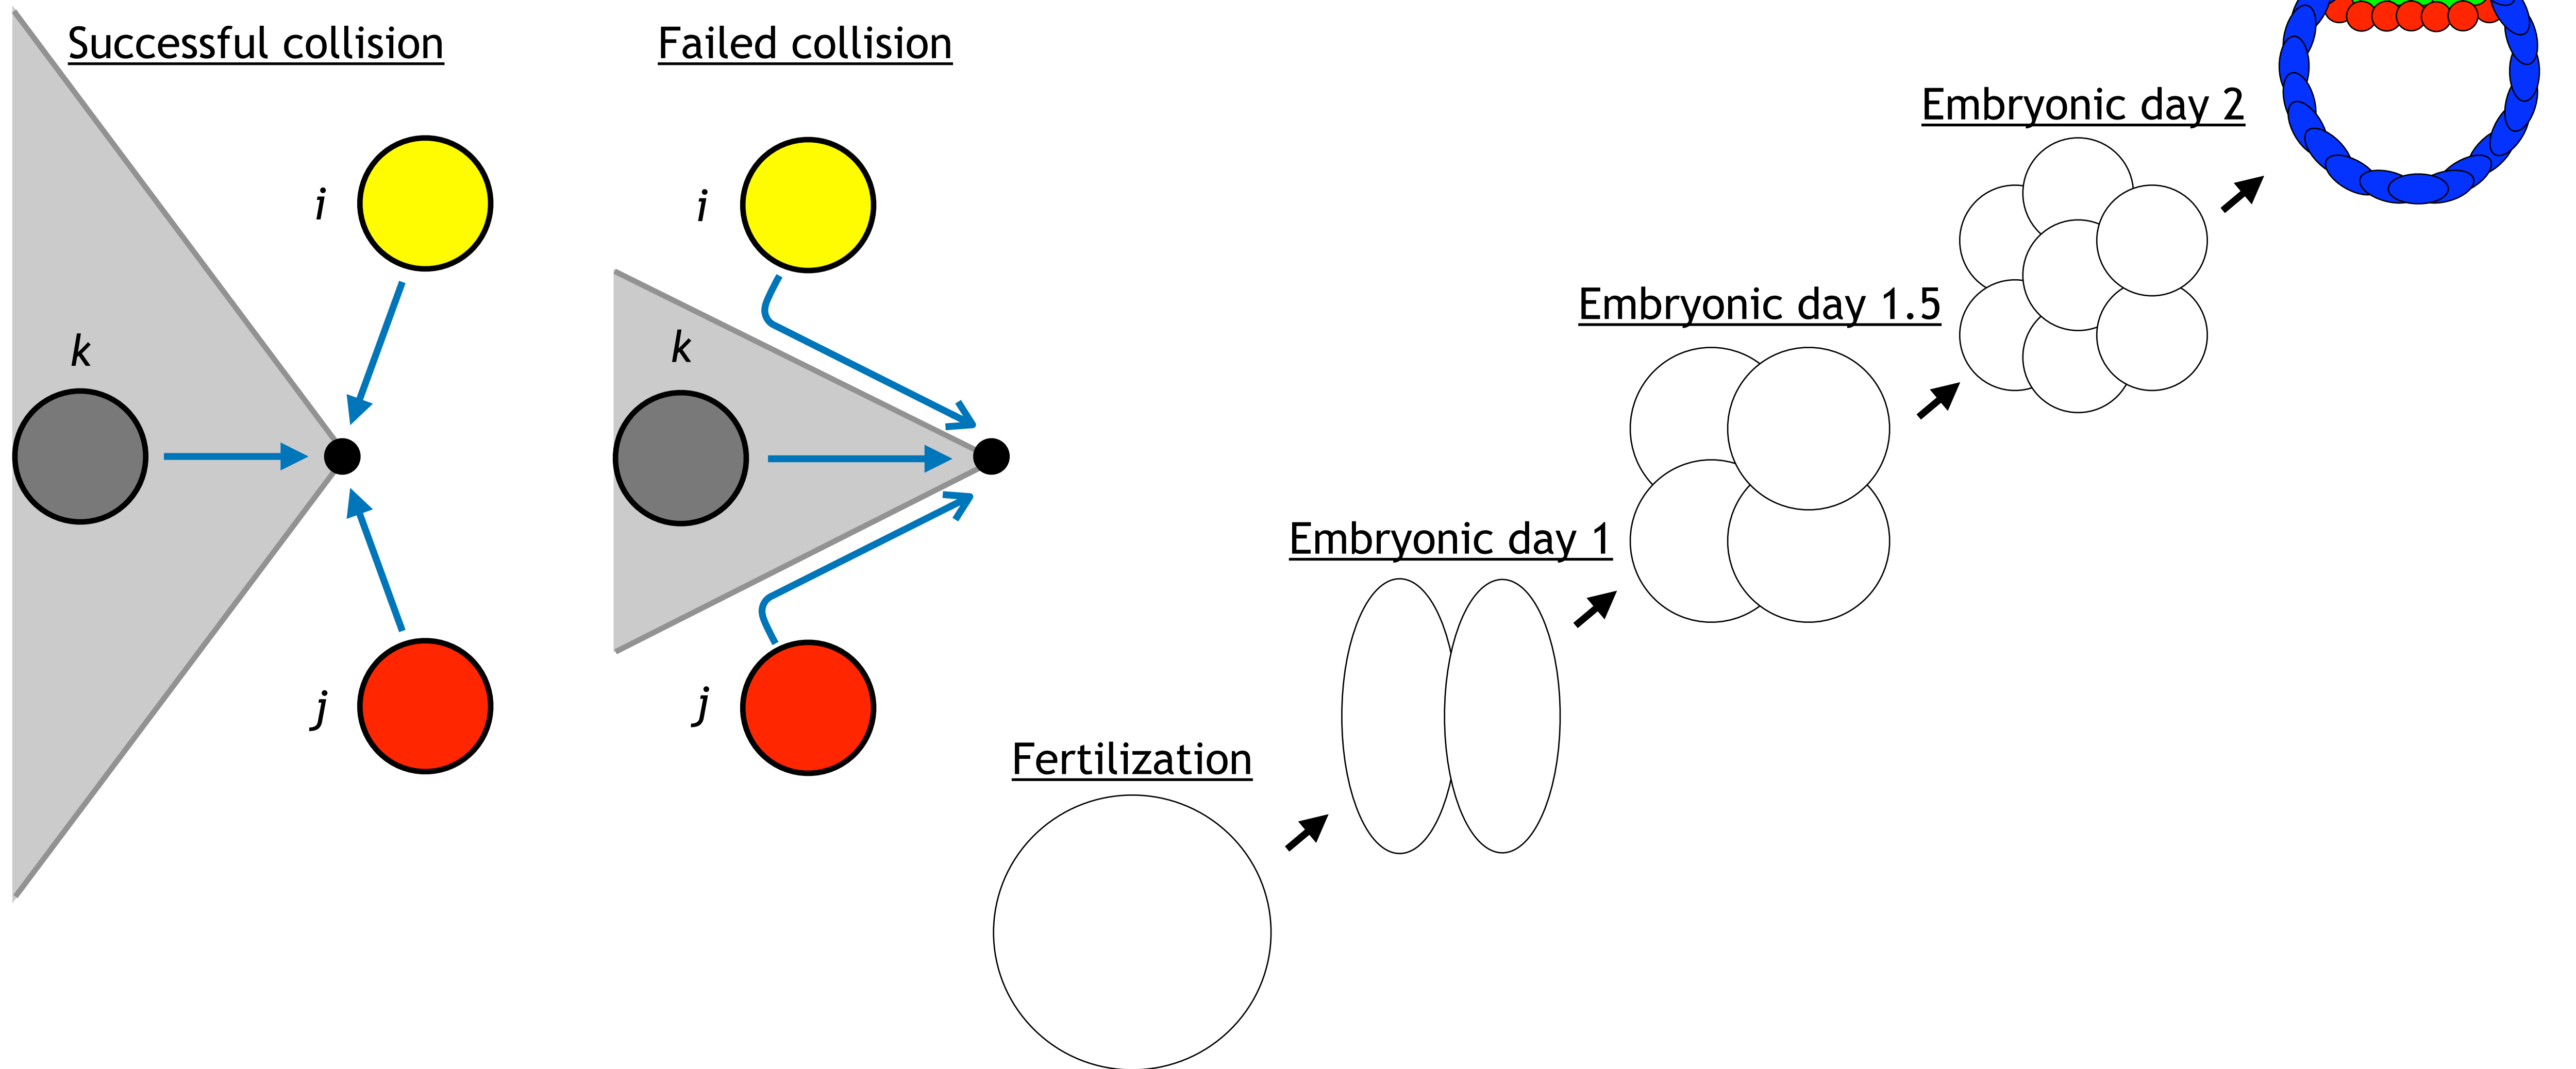 Successful collision
i
k
j
Failed collision
i
k
j
Fertilization
Embryonic day 1
Embryonic day 1.5
Embryonic day 2